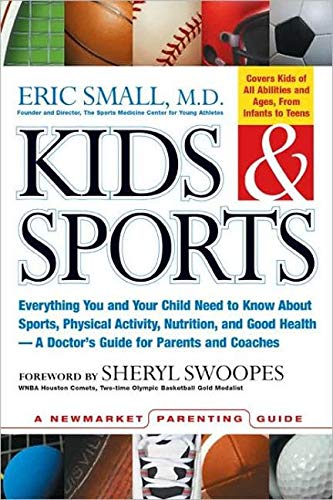 ERIC SMALL, M.D.
Founder and Director, The Sports Medicine Center for Young Athletes
Covers Kids of
All Abilities and
Ages, From
Infants to Teens
KIDS &
SPORTS
Everything You and Your Child Need to Know About
Sports, Physical Activity, Nutrition, and Good Health
— A Doctor's Guide for Parents and Coaches
FOREWORD BY SHERYL SWOOPES
WNBA Houston Comets, Two-time Olympic Basketball Gold Medalist
A NEWMARKET PARENTING GUIDE